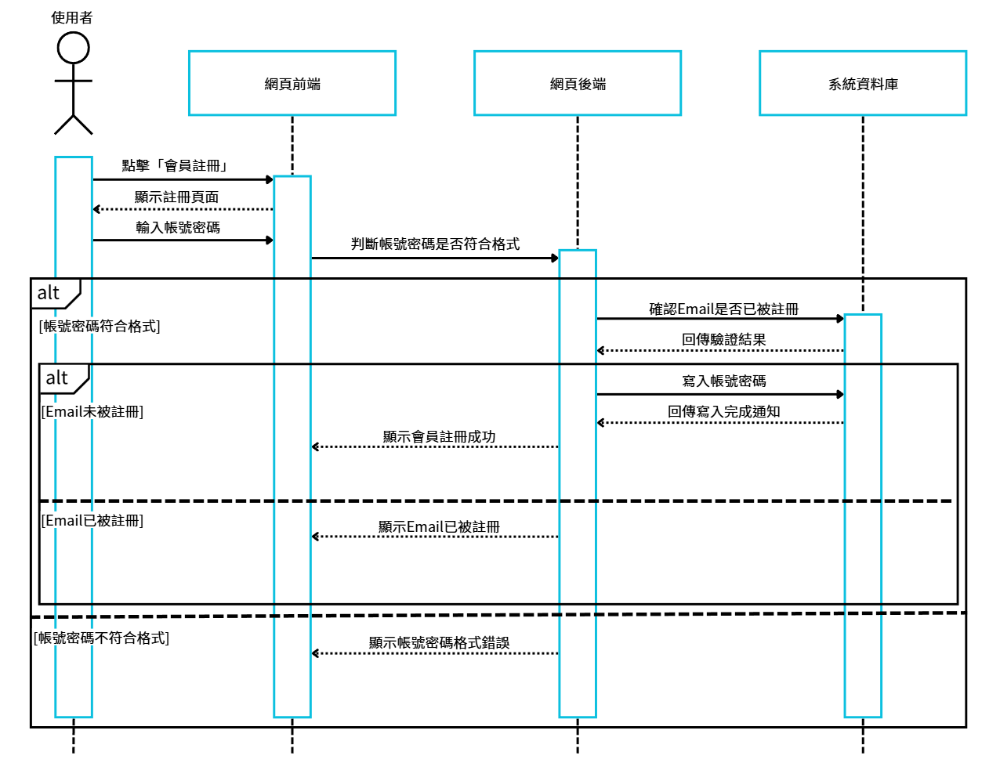 使用者
網頁前端
網頁後端
系統資料庫
點擊「會員註冊」
顯示註冊頁面
輸入帳號密碼
判斷帳號密碼是否符合格式
alt
[帳號密碼符合格式]
確認Email是否已被註冊
回傳驗證結果
alt
[Email未被註冊]
寫入帳號密碼
回傳寫入完成通知
顯示會員註冊成功
[Email已被註冊]
顯示Email已被註冊
[帳號密碼不符合格式]
顯示帳號密碼格式錯誤